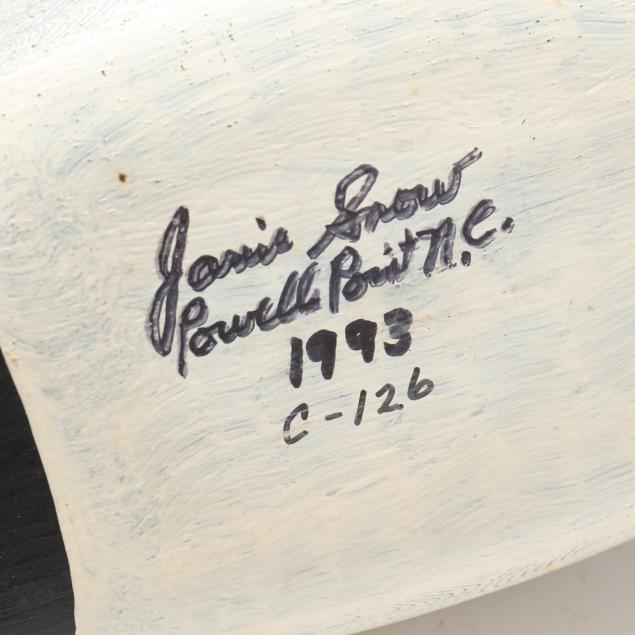 Janie Snow
Powell Point N.C.
1993
C-126